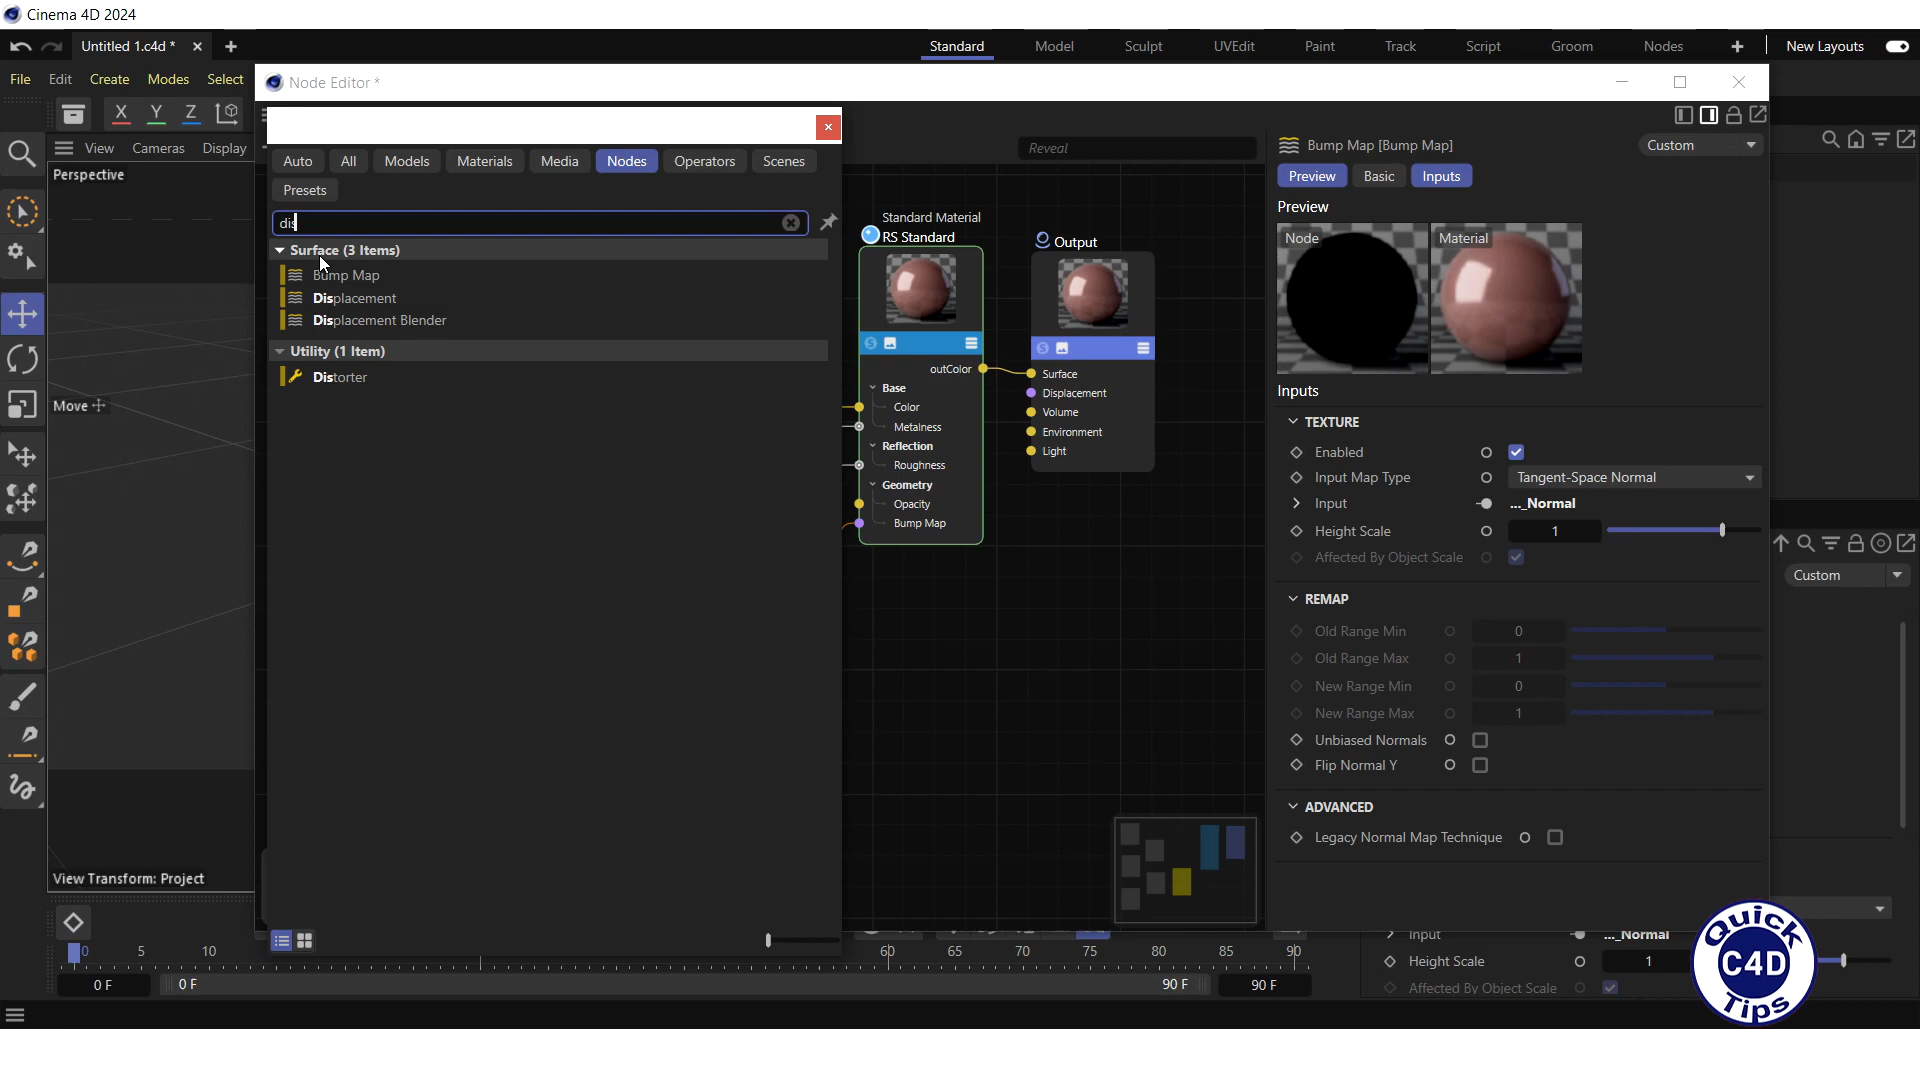 Cinema 4D 2024
Untitled 1.c4d *
Standard
Model
Sculpt
UVEdit
Paint
Track
Script
Groom
Nodes
New Layouts
File
Edit
Create
Modes
Select
Node Editor *
X
Y
Z
View
Cameras
Display
Perspective
Auto
All
Models
Materials
Media
Nodes
Operators
Scenes
Presets
dis
Surface (3 Items)
Bump Map
Displacement
Displacement Blender
Utility (1 Item)
Distorter
Move
View Transform: Project
Reveal
Standard Material
RS Standard
outColor
Base
Color
Metalness
Reflection
Roughness
Geometry
Opacity
Bump Map
Output
Surface
Displacement
Volume
Environment
Light
Bump Map [Bump Map]
Custom
Preview
Basic
Inputs
Preview
Node
Material
Inputs
TEXTURE
Enabled
Input Map Type
Tangent-Space Normal
Input
..._Normal
Height Scale
1
Affected By Object Scale
REMAP
Old Range Min
0
Old Range Max
1
New Range Min
0
New Range Max
1
Unbiased Normals
Flip Normal Y
ADVANCED
Legacy Normal Map Technique
Custom
Input
..._Normal
Height Scale
1
Affected By Object Scale
0
5
10
60
65
70
75
80
85
90
0 F
0 F
90 F
90 F
Quick
C4D
Tips